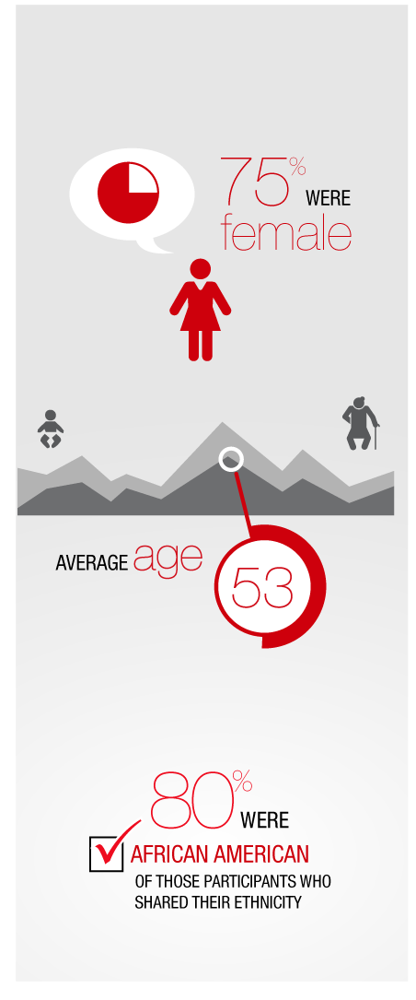 75% WERE
female
AVERAGE age
53
80% WERE
AFRICAN AMERICAN
OF THOSE PARTICIPANTS WHO
SHARED THEIR ETHNICITY